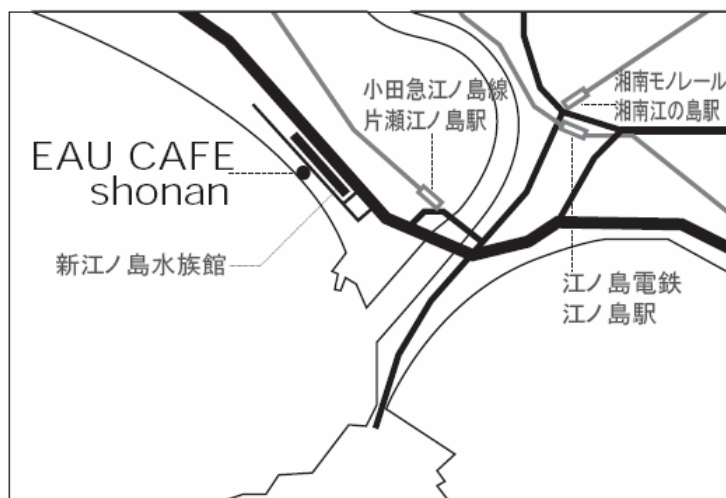 小田急江ノ島線
片瀬江ノ島駅
湘南モノレール
湘南江の島駅
EAU CAFE
shonan
新江ノ島水族館
江ノ島電鉄
江ノ島駅